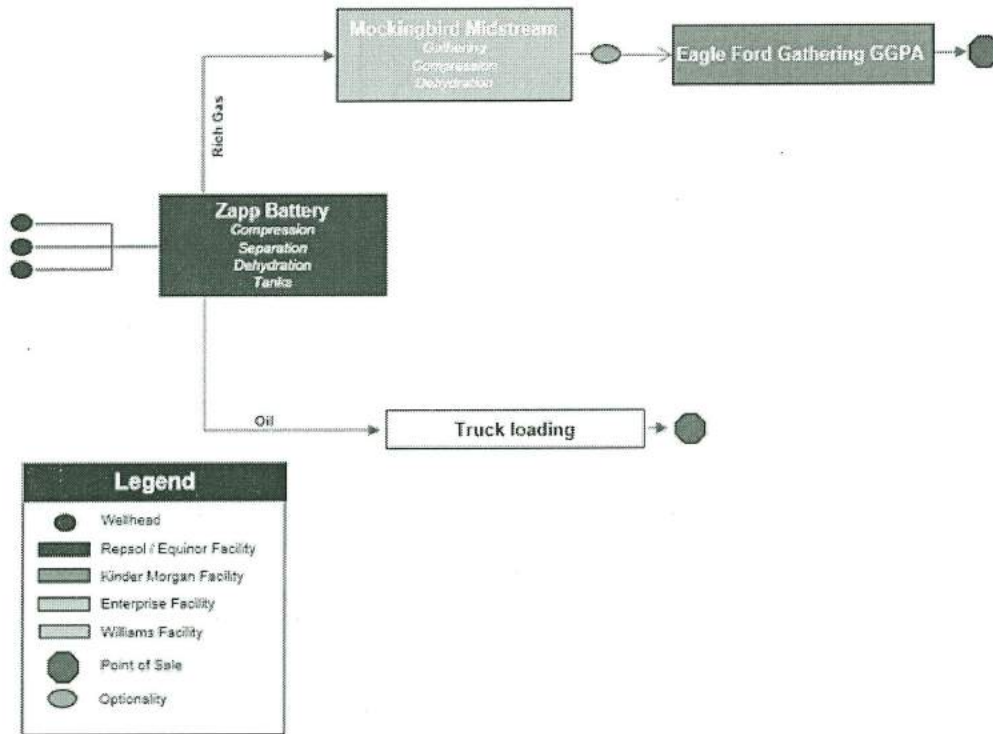 Mockingbird Midstream
Gathering
Compression
Dehydration
Eagle Ford Gathering GGPA
Rich Gas
Zapp Battery
Compression
Separation
Dehydration
Tanks
Oil
Truck loading
Legend
Wellhead
Repsol / Equinor Facility
Kinder Morgan Facility
Enterprise Facility
Williams Facility
Point of Sale
Optionality